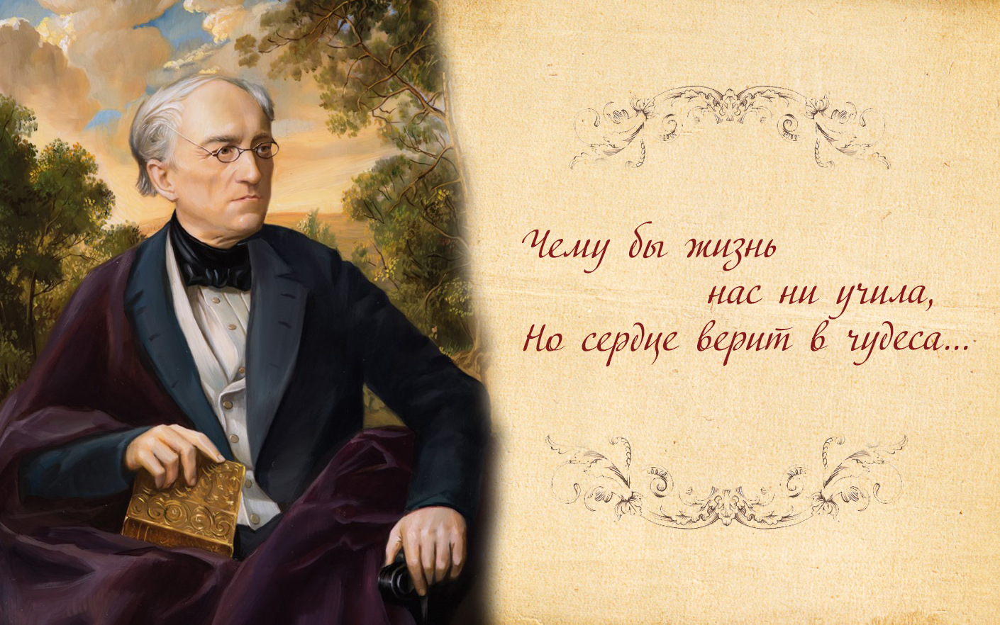 Чему бы жизнь
нас ни учила,
Но сердце верит в чудеса...